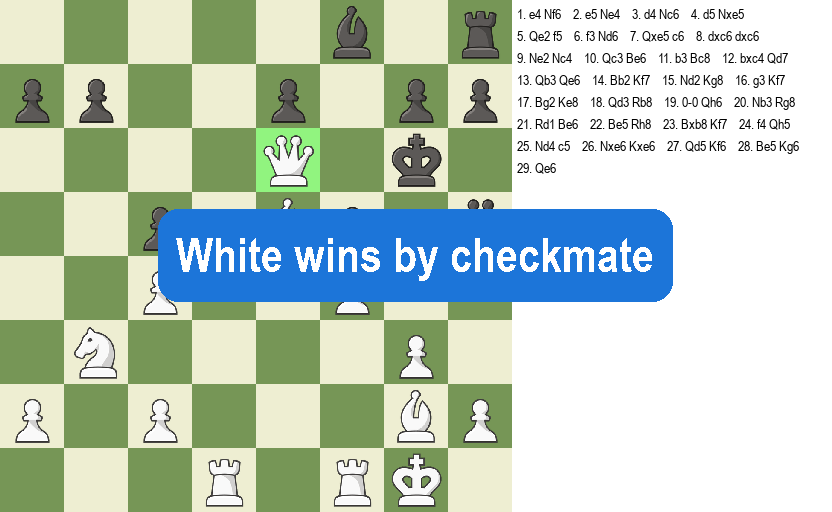 1. e4 Nf6 2. e5 Ne4 3. d4 Nc6 4. d5 Nxe5
5. Qe2 f5 6. f3 Nd6 7. Qxe5 c6 8. dxc6 dxc6
9. Ne2 Nc4 10. Qc3 Be6 11. b3 Bc8 12. bxc4 Qd7
13. Qb3 Qe6 14. Bb2 Kf7 15. Nd2 Kg8 16. g3 Kf7
17. Bg2 Ke8 18. Qd3 Rb8 19. 0-0 Qh6 20. Nb3 Rg8
21. Rd1 Be6 22. Be5 Rh8 23. Bxb8 Kf7 24. f4 Qh5
25. Nd4 c5 26. Nxe6 Kxe6 27. Qd5 Kf6 28. Be5 Kg6
29. Qe6
White wins by checkmate